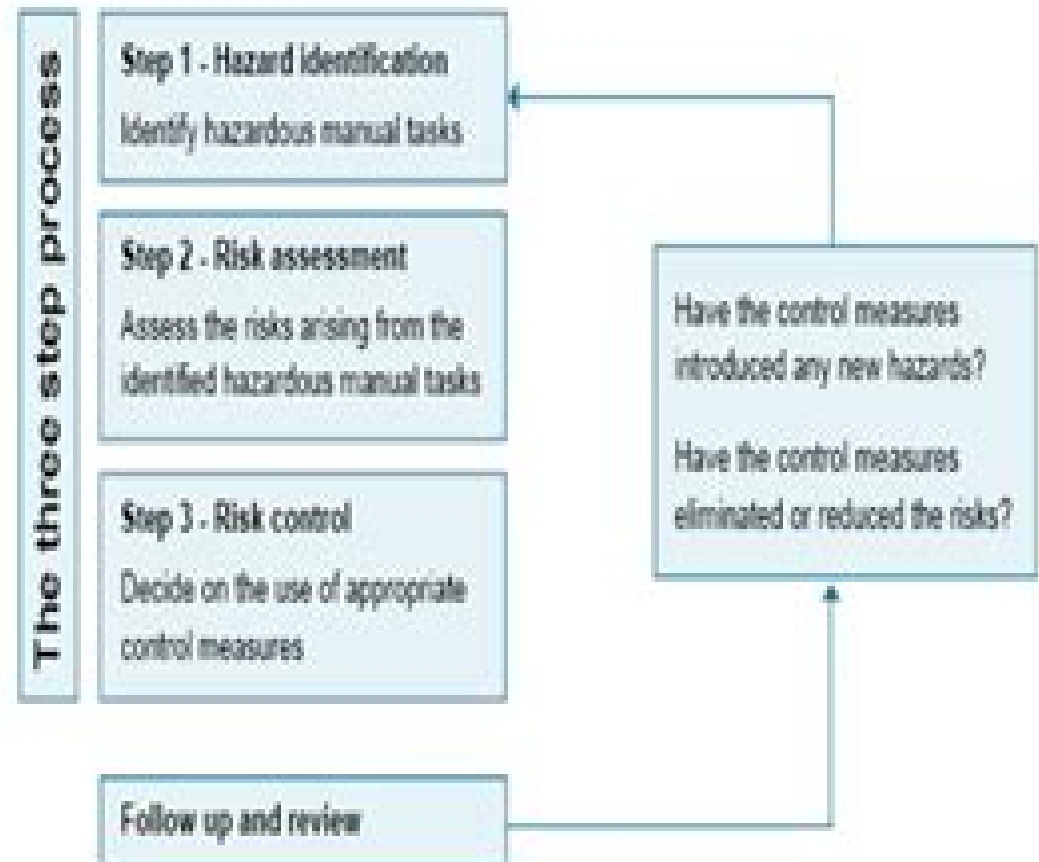 The three step process
Step 1 - Hazard identification
Identify hazardous manual tasks
Step 2 - Risk assessment
Assess the risks arising from the
identified hazardous manual tasks
Step 3 - Risk control
Decide on the use of appropriate
control measures
Follow up and review
Have the control measures
introduced any new hazards?
Have the control measures
eliminated or reduced the risks?